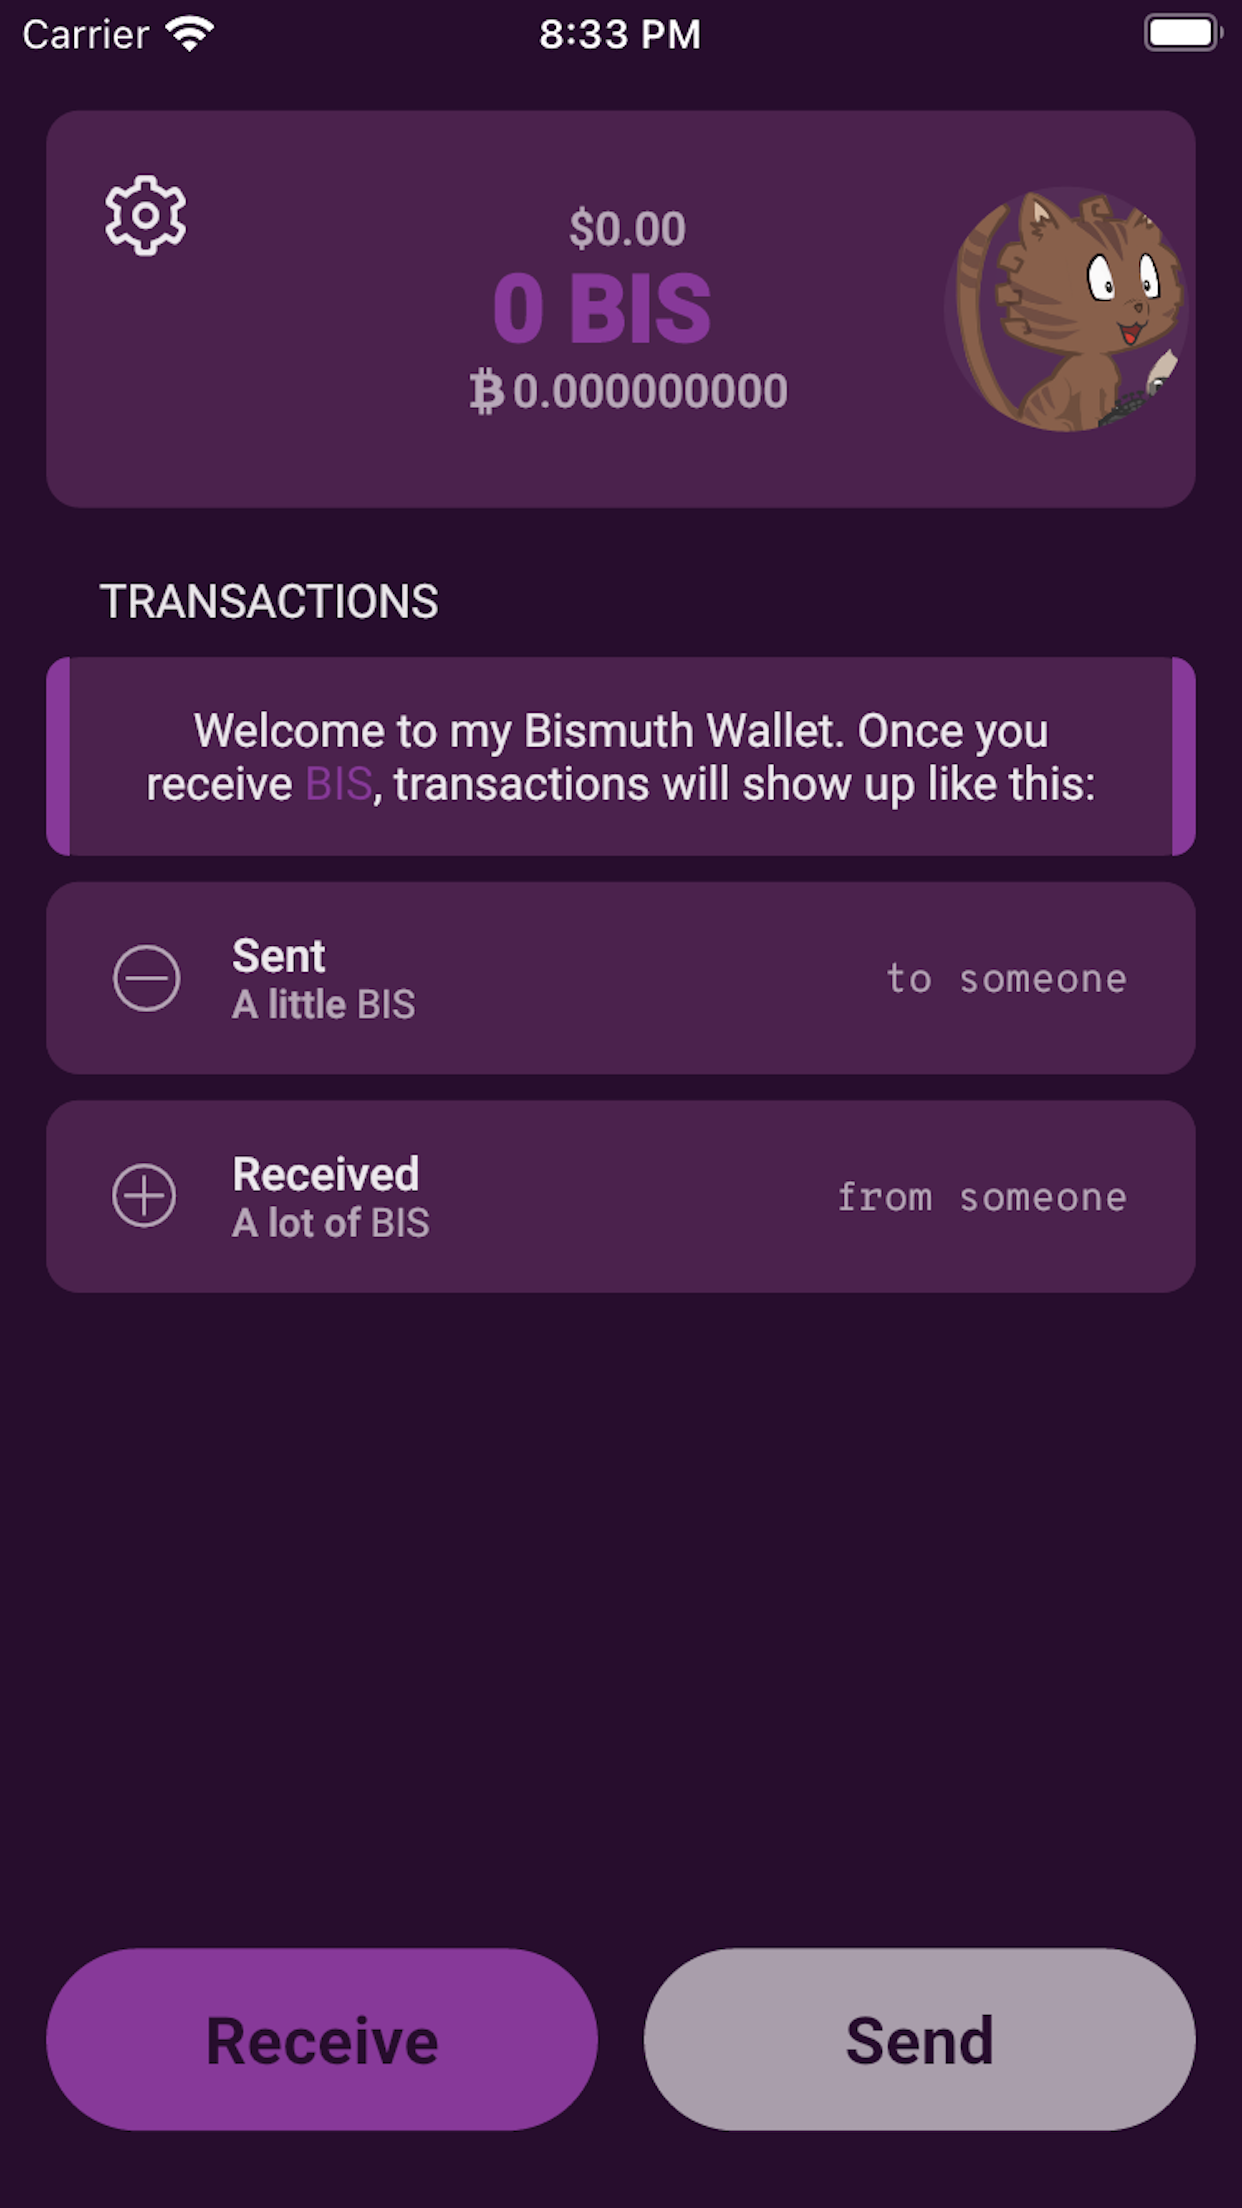 Carrier 8:33 PM
$0.00
0 BIS
₿0.000000000
TRANSACTIONS
Welcome to my Bismuth Wallet. Once you
receive BIS, transactions will show up like this:
Sent
A little BIS
to someone
Received
A lot of BIS
from someone
Receive
Send